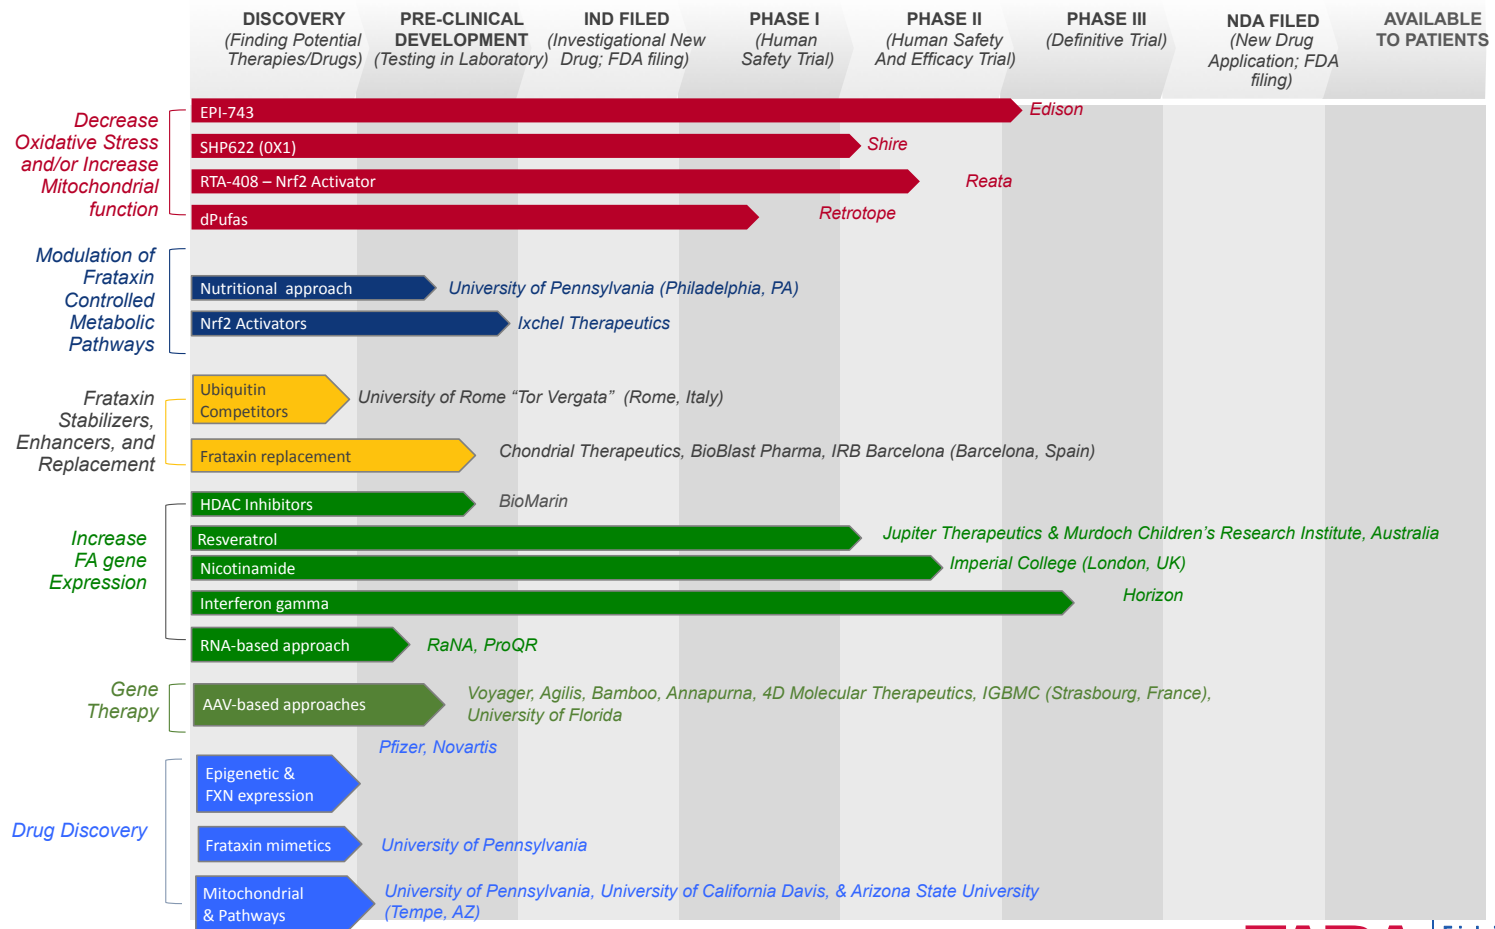 DISCOVERY
(Finding Potential
Therapies/Drugs)
PRE-CLINICAL
DEVELOPMENT
(Testing in Laboratory)
IND FILED
(Investigational New
Drug; FDA filing)
PHASE I
(Human
Safety Trial)
PHASE II
(Human Safety
And Efficacy Trial)
PHASE III
(Definitive Trial)
NDA FILED
(New Drug
Application; FDA
filing)
AVAILABLE
TO PATIENTS
Decrease
Oxidative Stress
and/or Increase
Mitochondrial
function
EPI-743
Edison
SHP622 (0X1)
Shire
RTA-408 – Nrf2 Activator
Reata
dPufas
Retrotope
Modulation of
Frataxin
Controlled
Metabolic
Pathways
Nutritional approach
University of Pennsylvania (Philadelphia, PA)
Nrf2 Activators
Ixchel Therapeutics
Frataxin
Stabilizers,
Enhancers, and
Replacement
Ubiquitin
Competitors
University of Rome “Tor Vergata” (Rome, Italy)
Frataxin replacement
Chondrial Therapeutics, BioBlast Pharma, IRB Barcelona (Barcelona, Spain)
Increase
FA gene
Expression
HDAC Inhibitors
BioMarin
Resveratrol
Jupiter Therapeutics & Murdoch Children’s Research Institute, Australia
Nicotinamide
Imperial College (London, UK)
Interferon gamma
Horizon
RNA-based approach
RaNA, ProQR
Gene
Therapy
AAV-based approaches
Voyager, Agilis, Bamboo, Annapurna, 4D Molecular Therapeutics, IGBMC (Strasbourg, France),
University of Florida
Drug Discovery
Pfizer, Novartis
Epigenetic &
FXN expression
Frataxin mimetics
University of Pennsylvania
Mitochondrial
& Pathways
University of Pennsylvania, University of California Davis, & Arizona State University
(Tempe, AZ)